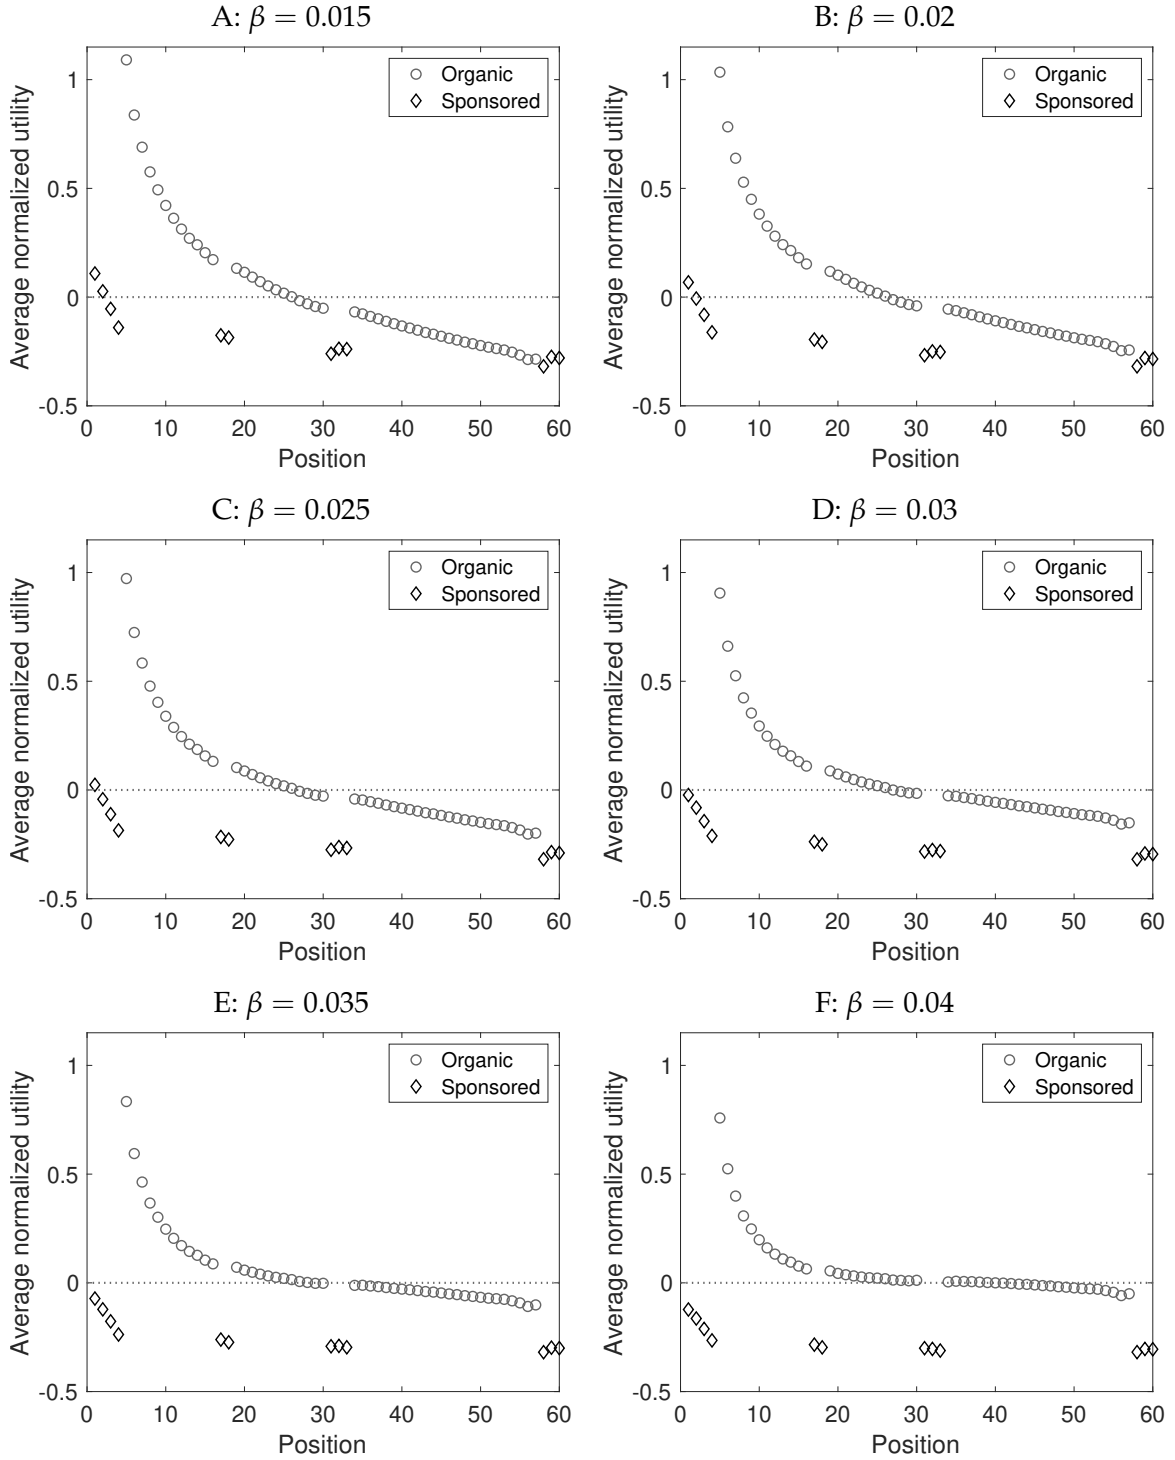 A: β = 0.015
Average normalized utility
1
0.5
0
-0.5
0 10 20 30 40 50 60
Position
Organic
Sponsored
B: β = 0.02
Average normalized utility
1
0.5
0
-0.5
0 10 20 30 40 50 60
Position
Organic
Sponsored
C: β = 0.025
Average normalized utility
1
0.5
0
-0.5
0 10 20 30 40 50 60
Position
Organic
Sponsored
D: β = 0.03
Average normalized utility
1
0.5
0
-0.5
0 10 20 30 40 50 60
Position
Organic
Sponsored
E: β = 0.035
Average normalized utility
1
0.5
0
-0.5
0 10 20 30 40 50 60
Position
Organic
Sponsored
F: β = 0.04
Average normalized utility
1
0.5
0
-0.5
0 10 20 30 40 50 60
Position
Organic
Sponsored